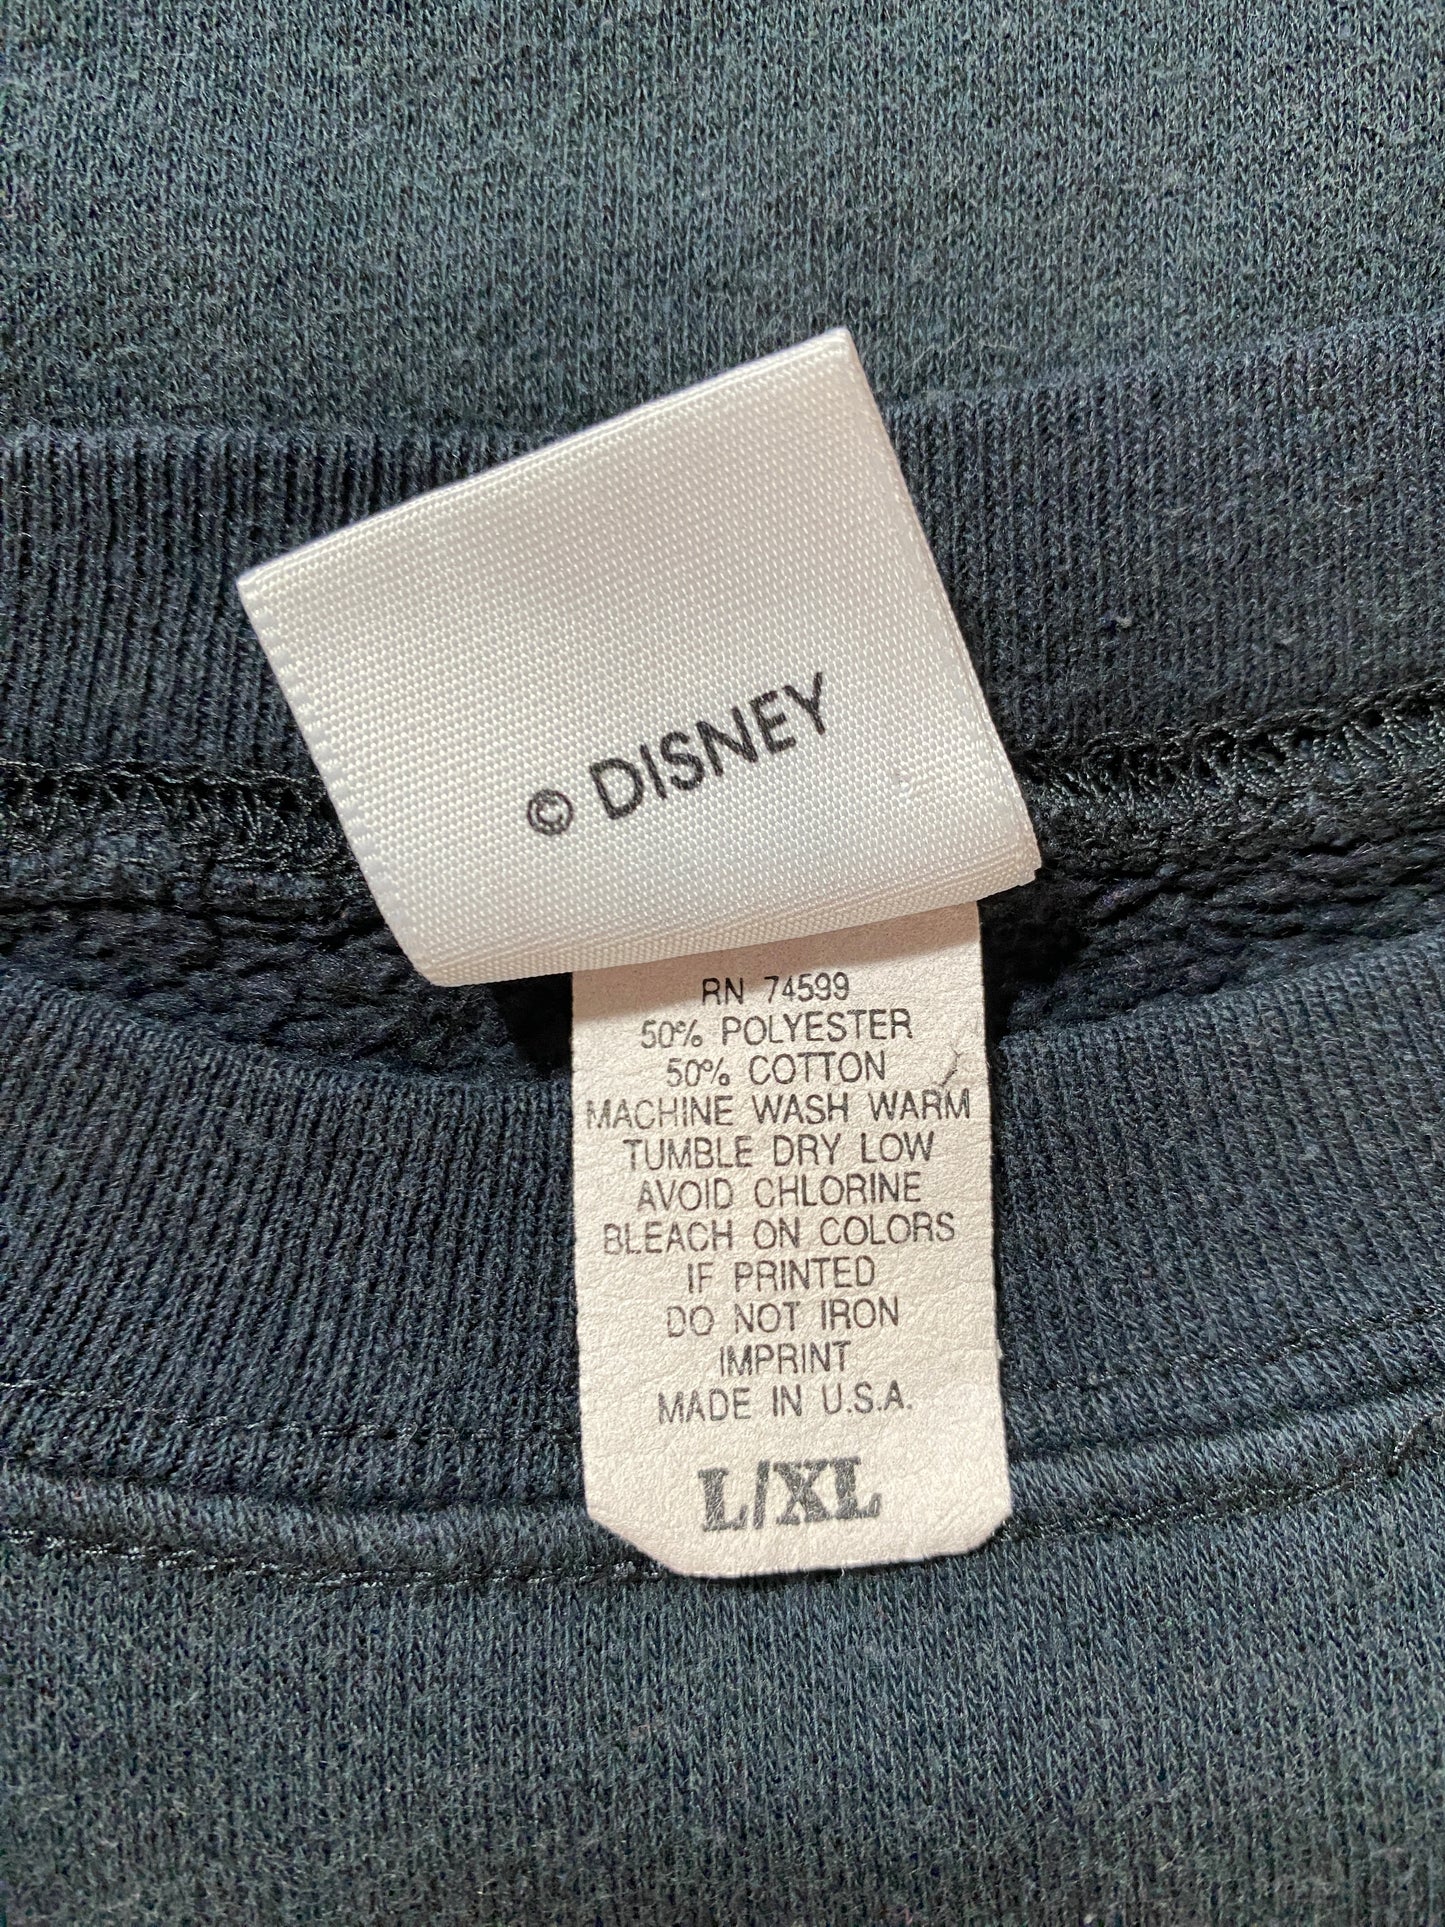 © DISNEY
RN 74599
50% POLYESTER
50% COTTON
MACHINE WASH WARM
TUMBLE DRY LOW
AVOID CHLORINE
BLEACH ON COLORS
IF PRINTED
DO NOT IRON
IMPRINT
MADE IN U.S.A.
L/XL